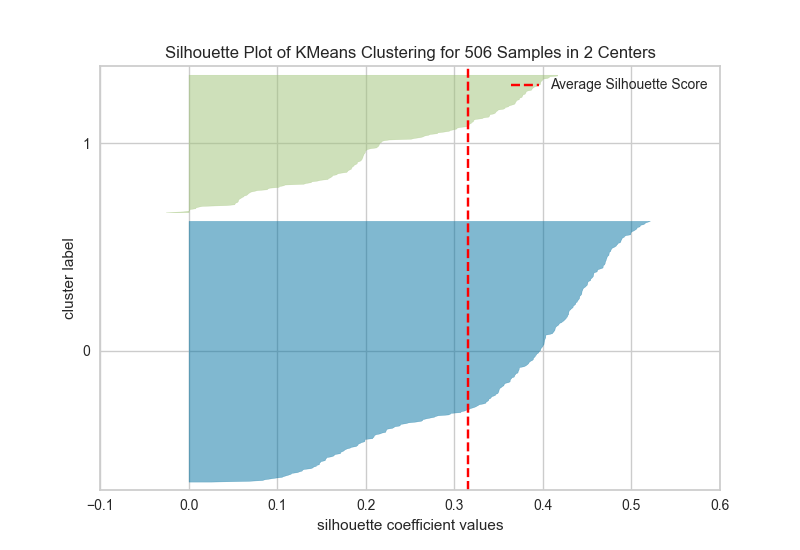 Silhouette Plot of KMeans Clustering for 506 Samples in 2 Centers
Average Silhouette Score
1
0
cluster label
−0.1 0.0 0.1 0.2 0.3 0.4 0.5 0.6
silhouette coefficient values